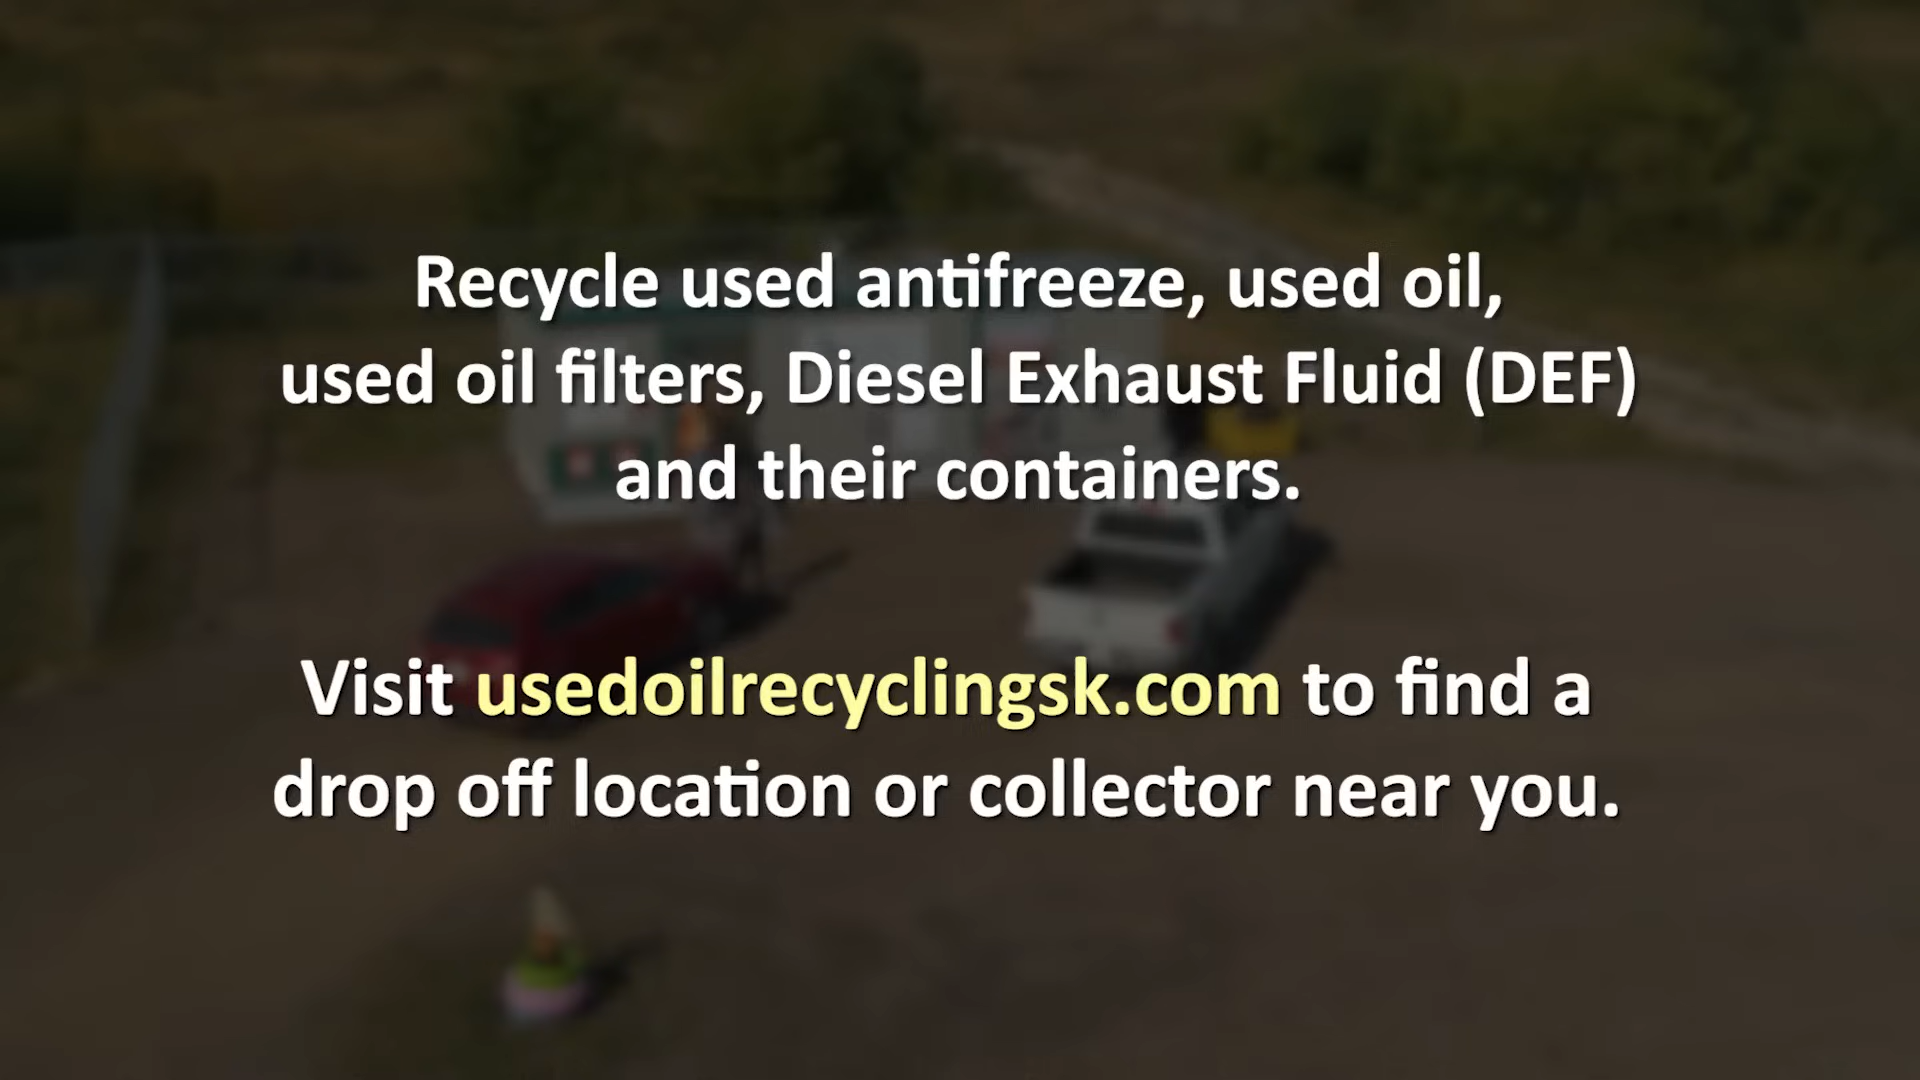 Recycle used antifreeze, used oil,
used oil filters, Diesel Exhaust Fluid (DEF)
and their containers.
Visit usedoilrecyclingsk.com to find a
drop off location or collector near you.